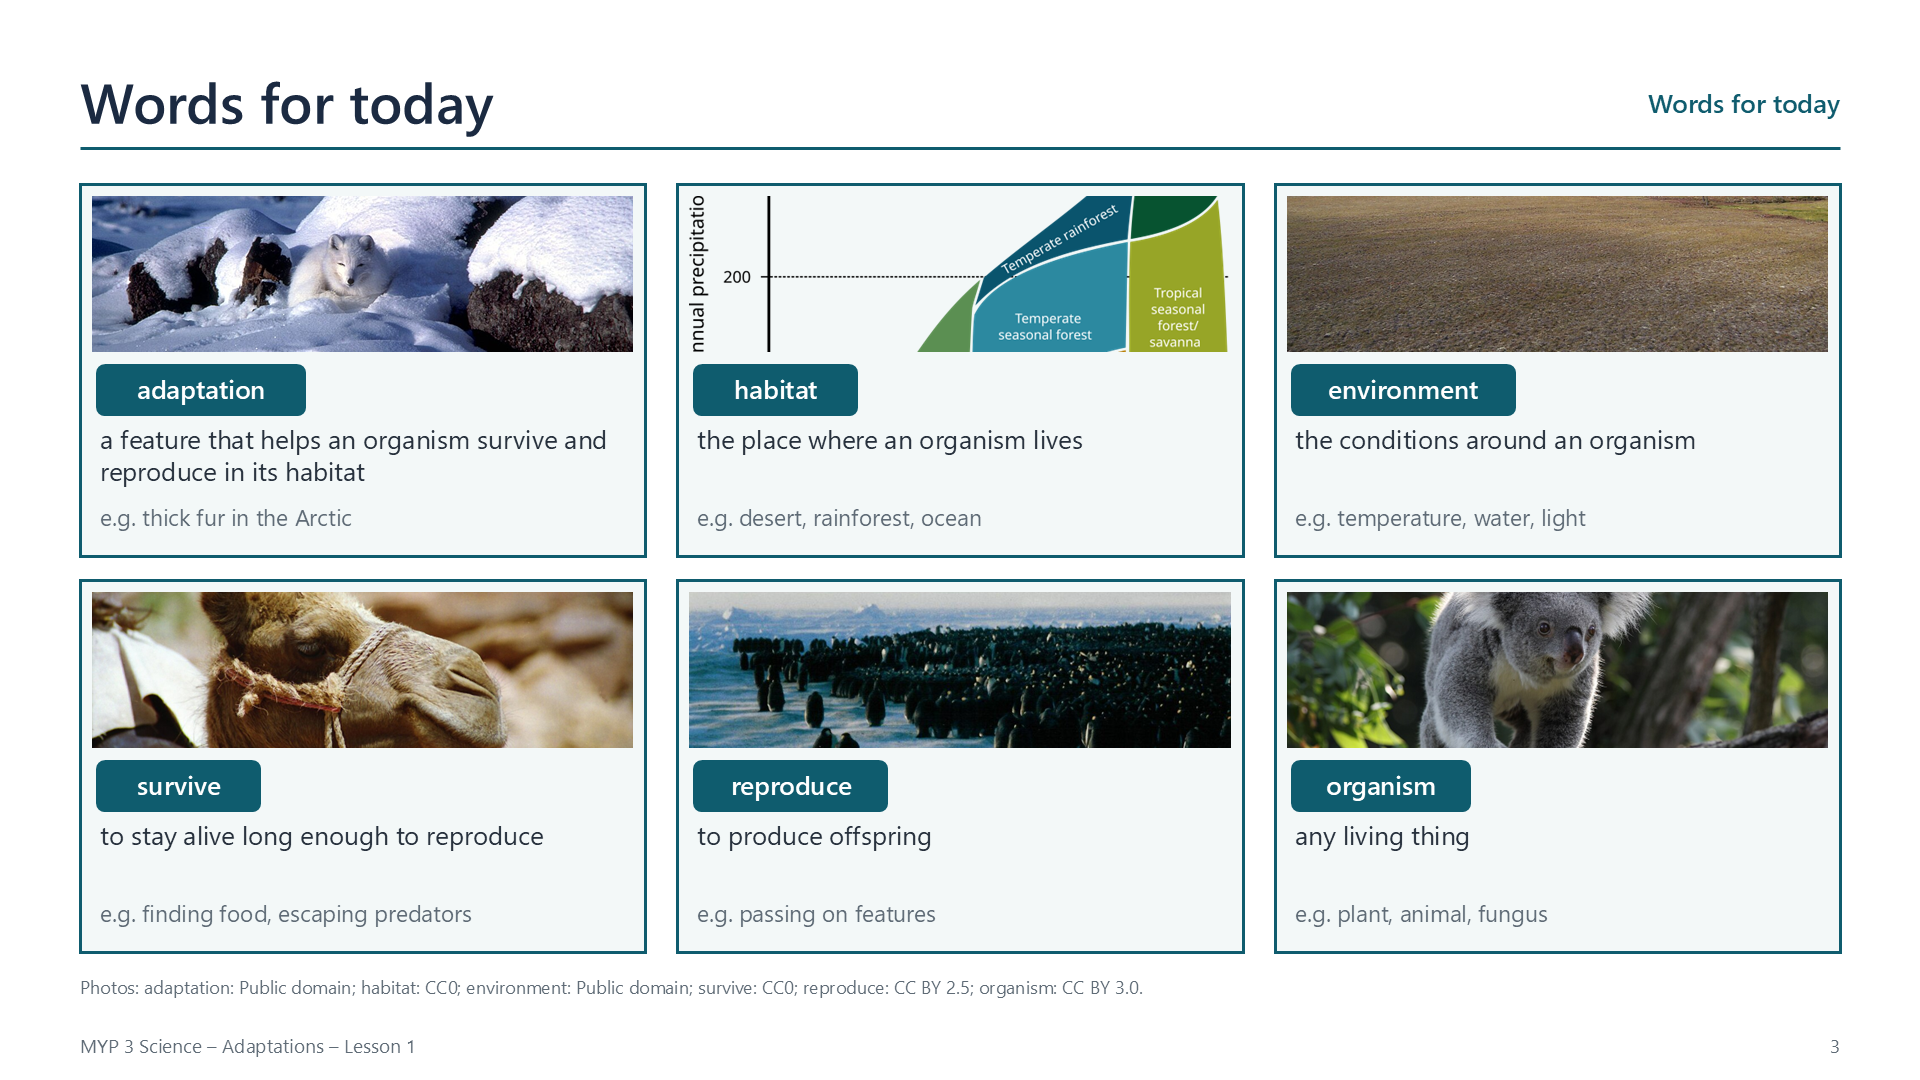 Words for today
Words for today
nnual precipitatio
200
Temperate rainforest
Temperate
seasonal forest
Tropical
seasonal
forest/
savanna
adaptation
a feature that helps an organism survive and
reproduce in its habitat
e.g. thick fur in the Arctic
habitat
the place where an organism lives
e.g. desert, rainforest, ocean
environment
the conditions around an organism
e.g. temperature, water, light
survive
to stay alive long enough to reproduce
e.g. finding food, escaping predators
reproduce
to produce offspring
e.g. passing on features
organism
any living thing
e.g. plant, animal, fungus
Photos: adaptation: Public domain; habitat: CC0; environment: Public domain; survive: CC0; reproduce: CC BY 2.5; organism: CC BY 3.0.
MYP 3 Science – Adaptations – Lesson 1
3